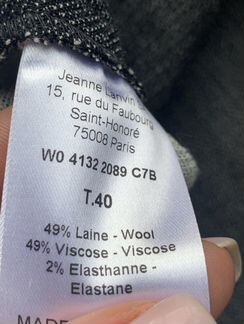 Jeanne Lanvin
15, rue du Faubourg
Saint-Honoré
75008 Paris
W0 4132 2089 C7B
T.40
49% Laine - Wool
49% Viscose - Viscose
2% Elasthanne -
Elastane
MADE